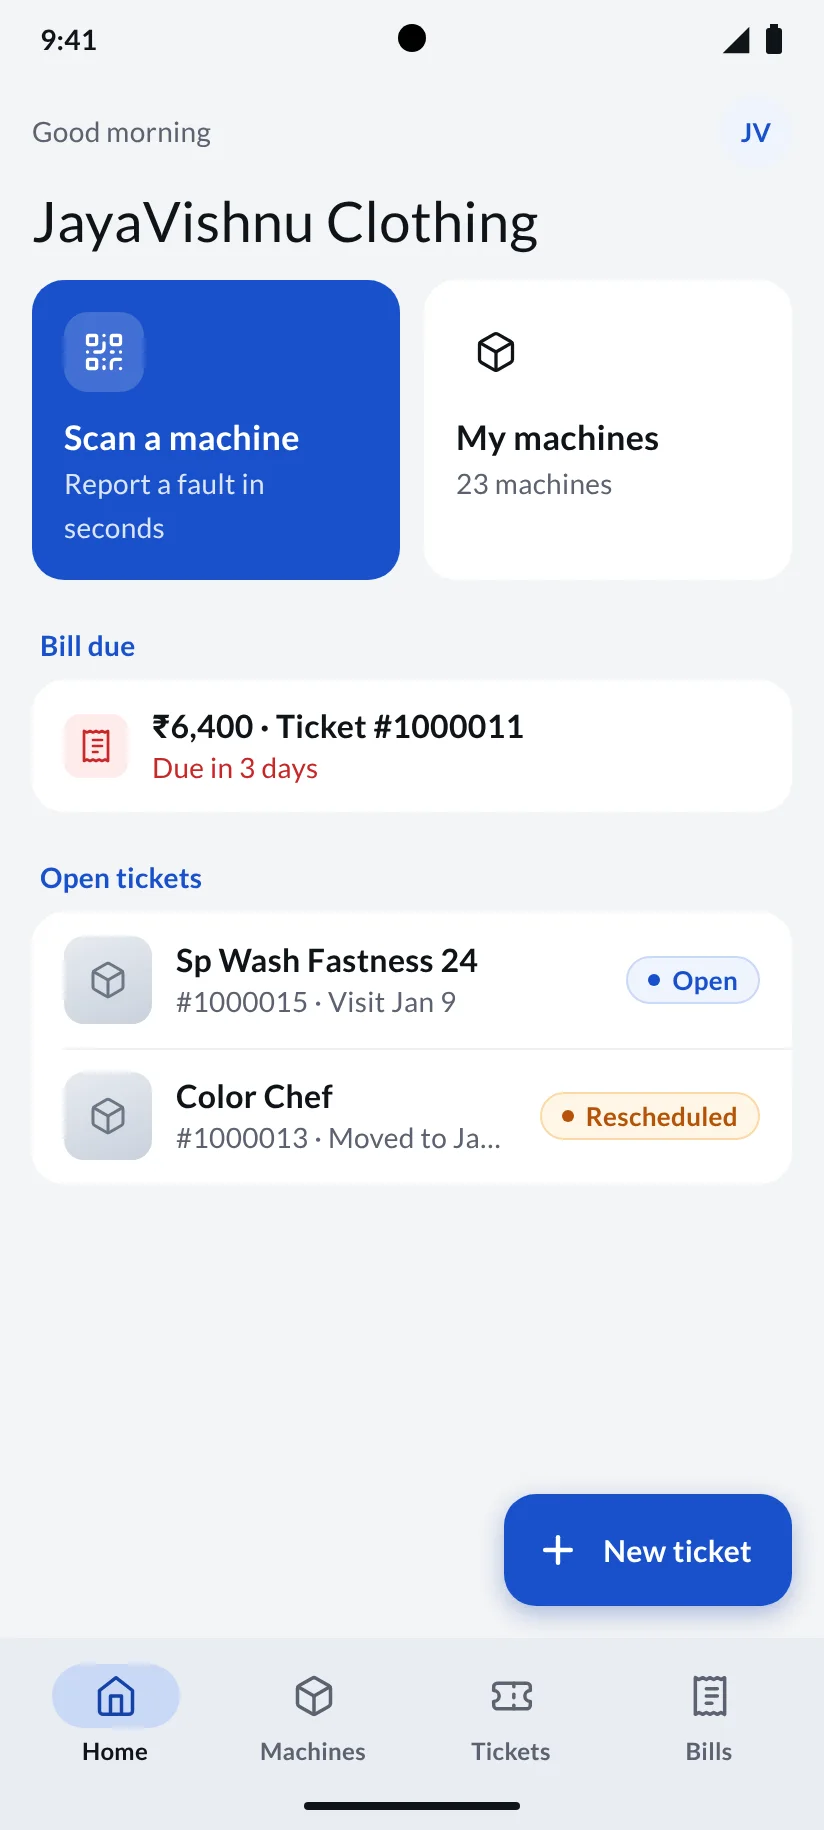 9:41
Good morning
JV
JayaVishnu Clothing
Scan a machine
Report a fault in
seconds
My machines
23 machines
Bill due
₹6,400 · Ticket #1000011
Due in 3 days
Open tickets
Sp Wash Fastness 24
#1000015 · Visit Jan 9
Open
Color Chef
#1000013 · Moved to Ja...
Rescheduled
New ticket
Home
Machines
Tickets
Bills